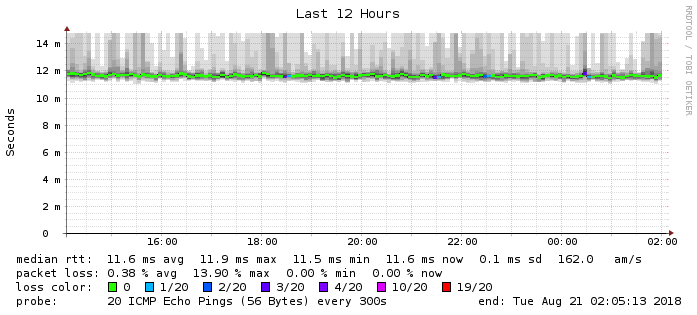 Last 12 Hours
RRDTOOL / TOBI OETIKER
Seconds
14 m
12 m
10 m
8 m
6 m
4 m
2 m
0
16:00 18:00 20:00 22:00 00:00 02:00
median rtt: 11.6 ms avg 11.9 ms max 11.5 ms min 11.6 ms now 0.1 ms sd 162.0 am/s
packet loss: 0.38 % avg 13.90 % max 0.00 % min 0.00 % now
loss color: 0 1/20 2/20 3/20 4/20 10/20 19/20
probe: 20 ICMP Echo Pings (56 Bytes) every 300s end: Tue Aug 21 02:05:13 2018